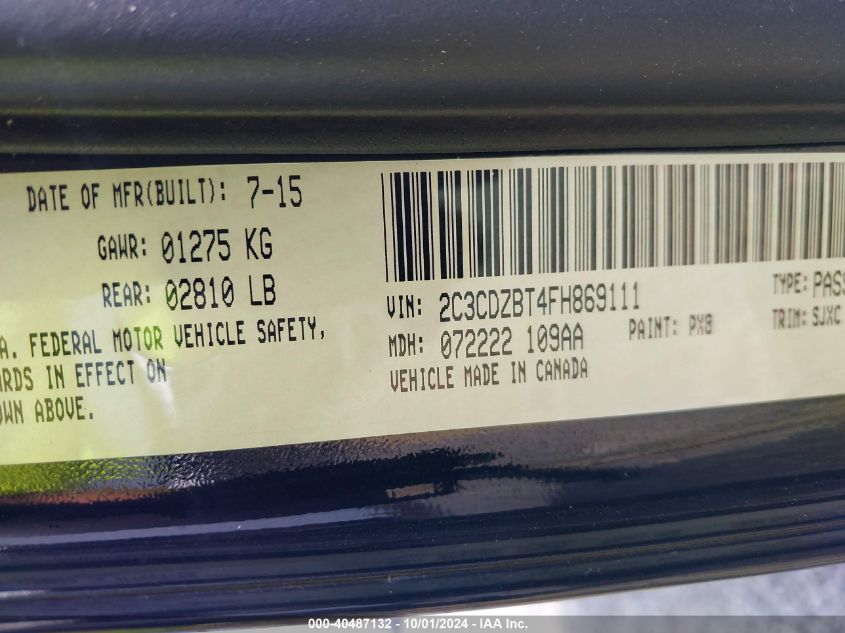 DATE OF MFR(BUILT): 7-15
GAWR: 01275 KG
REAR: 02810 LB
A. FEDERAL MOTOR VEHICLE SAFETY,
ARDS IN EFFECT ON
OWN ABOVE.
VIN: 2C3CDZBT4FH869111
TYPE: PASS
MDH: 072222 109AA
PAINT: PX8
TRIM: SJXC
VEHICLE MADE IN CANADA
000-40487132 - 10/01/2024 - IAA Inc.